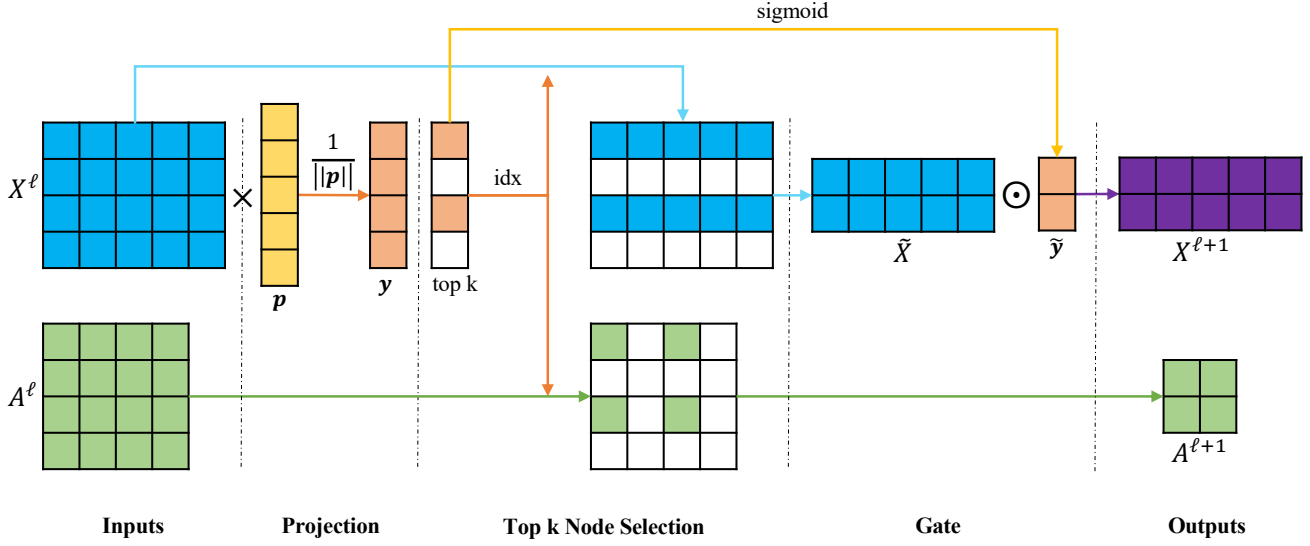 sigmoid
X^ℓ
×
1
||p||
idx
⊙
p
y
top k
X̃
ỹ
X^{ℓ+1}
A^ℓ
A^{ℓ+1}
Inputs
Projection
Top k Node Selection
Gate
Outputs